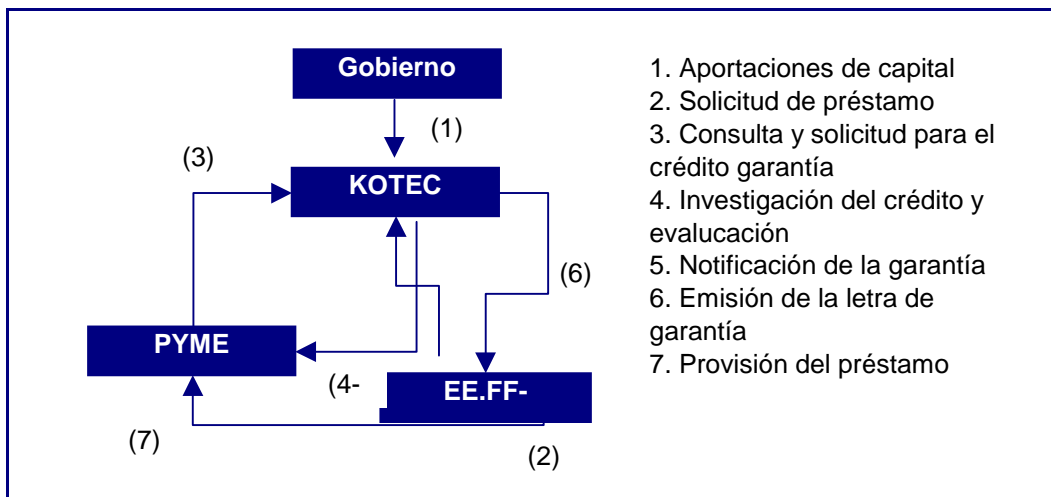 Gobierno
(1)
(3)
KOTEC
(6)
PYME
(4-
EE.FF-
(7)
(2)
1. Aportaciones de capital
2. Solicitud de préstamo
3. Consulta y solicitud para el
crédito garantía
4. Investigación del crédito y
evalucación
5. Notificación de la garantía
6. Emisión de la letra de
garantía
7. Provisión del préstamo